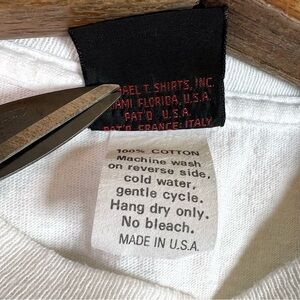 T. SHIRTS, INC.
MIAMI FLORIDA, U.S.A.
PAT'D U.S.A.
PAT'D FRANCE: ITALY
100% COTTON
Machine wash
on reverse side,
cold water,
gentle cycle.
Hang dry only.
No bleach.
MADE IN U.S.A.